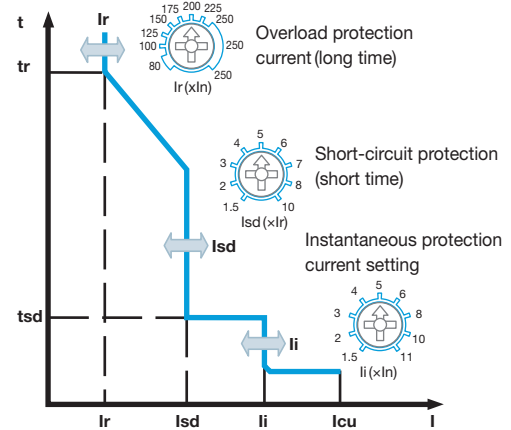 t
Ir
tr
175 200 225
150
250
125
100
250
80
250
Ir (xIn)
Overload protection
current (long time)
5
4
6
3
7
2
8
1.5
10
Isd (×Ir)
Short-circuit protection
(short time)
Isd
Instantaneous protection
current setting
5
4
6
3
8
2
10
1.5
11
Ii (×In)
tsd
Ii
Ir
Isd
Ii
Icu
I